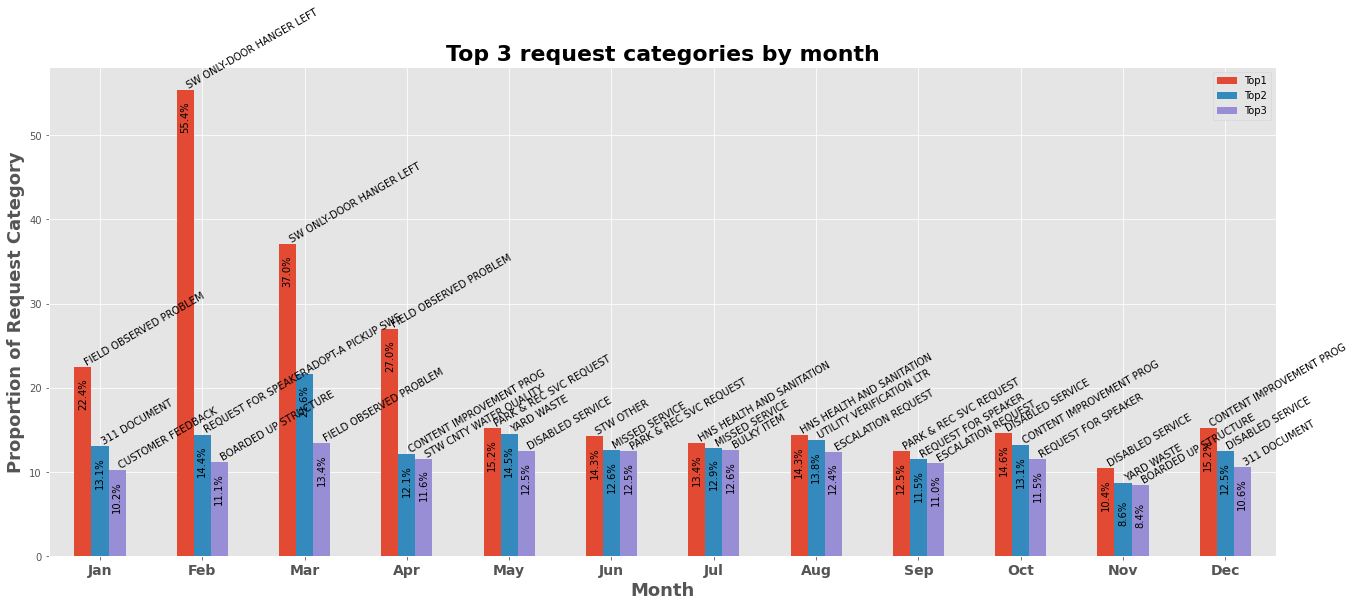 Top 3 request categories by month
Top1
Top2
Top3
Proportion of Request Category
50
40
30
20
10
0
FIELD OBSERVED PROBLEM
311 DOCUMENT
CUSTOMER FEEDBACK
22.4%
13.1%
10.2%
SW ONLY-DOOR HANGER LEFT
REQUEST FOR SPEAKER
BOARDED UP STRUCTURE
55.4%
14.4%
11.1%
SW ONLY-DOOR HANGER LEFT
ADOPT-A PICKUP SWS
FIELD OBSERVED PROBLEM
37.0%
21.6%
13.4%
FIELD OBSERVED PROBLEM
CONTENT IMPROVEMENT PROG
STW CNTY WATER QUALITY
27.0%
12.1%
11.6%
PARK & REC SVC REQUEST
YARD WASTE
DISABLED SERVICE
15.2%
14.5%
12.5%
STW OTHER
MISSED SERVICE
PARK & REC SVC REQUEST
14.3%
12.6%
12.5%
HNS HEALTH AND SANITATION
MISSED SERVICE
BULKY ITEM
13.4%
12.9%
12.6%
HNS HEALTH AND SANITATION
UTILITY VERIFICATION LTR
ESCALATION REQUEST
14.3%
13.8%
12.4%
PARK & REC SVC REQUEST
REQUEST FOR SPEAKER
ESCALATION REQUEST
12.5%
11.5%
11.0%
DISABLED SERVICE
CONTENT IMPROVEMENT PROG
REQUEST FOR SPEAKER
14.6%
13.1%
11.5%
DISABLED SERVICE
YARD WASTE
BOARDED UP STRUCTURE
10.4%
8.6%
8.4%
CONTENT IMPROVEMENT PROG
DISABLED SERVICE
311 DOCUMENT
15.2%
12.5%
10.6%
Jan
Feb
Mar
Apr
May
Jun
Jul
Aug
Sep
Oct
Nov
Dec
Month